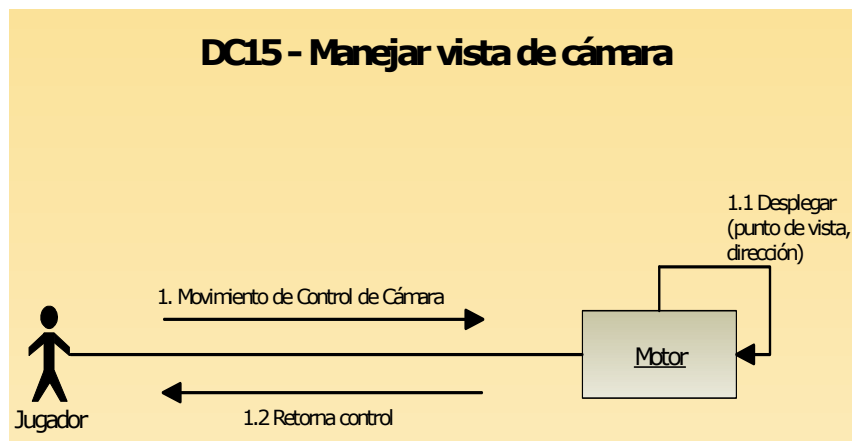 DC15 - Manejar vista de cámara
1.1 Desplegar
(punto de vista,
dirección)
1. Movimiento de Control de Cámara
Motor
Jugador
1.2 Retorna control